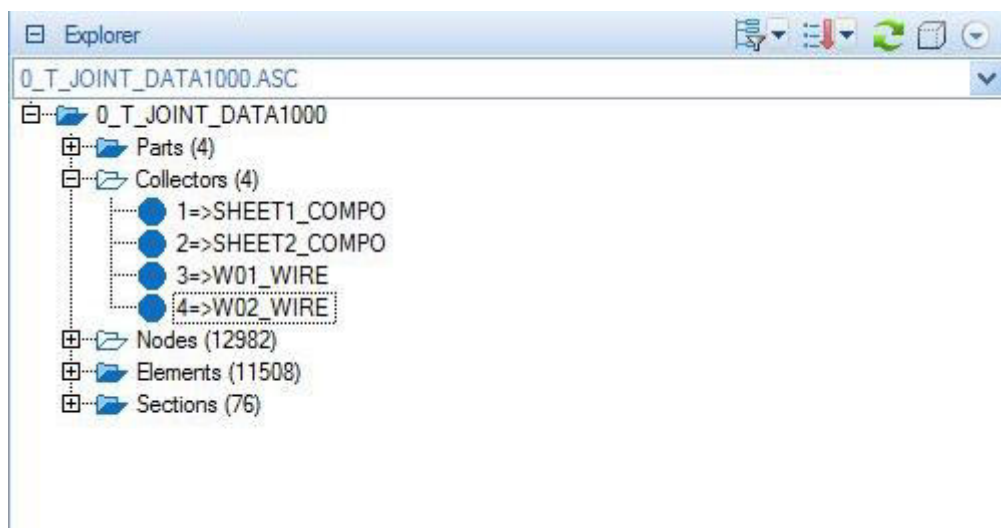 Explorer
0_T_JOINT_DATA1000.ASC
0_T_JOINT_DATA1000
Parts (4)
Collectors (4)
1=>SHEET1_COMPO
2=>SHEET2_COMPO
3=>W01_WIRE
4=>W02_WIRE
Nodes (12982)
Elements (11508)
Sections (76)